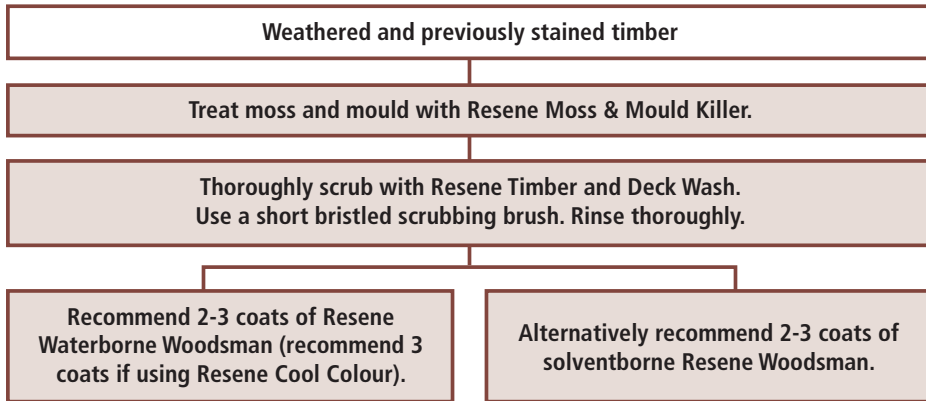 Weathered and previously stained timber
Treat moss and mould with Resene Moss & Mould Killer.
Thoroughly scrub with Resene Timber and Deck Wash.
Use a short bristled scrubbing brush. Rinse thoroughly.
Recommend 2-3 coats of Resene
Waterborne Woodsman (recommend 3
coats if using Resene Cool Colour).
Alternatively recommend 2-3 coats of
solventborne Resene Woodsman.